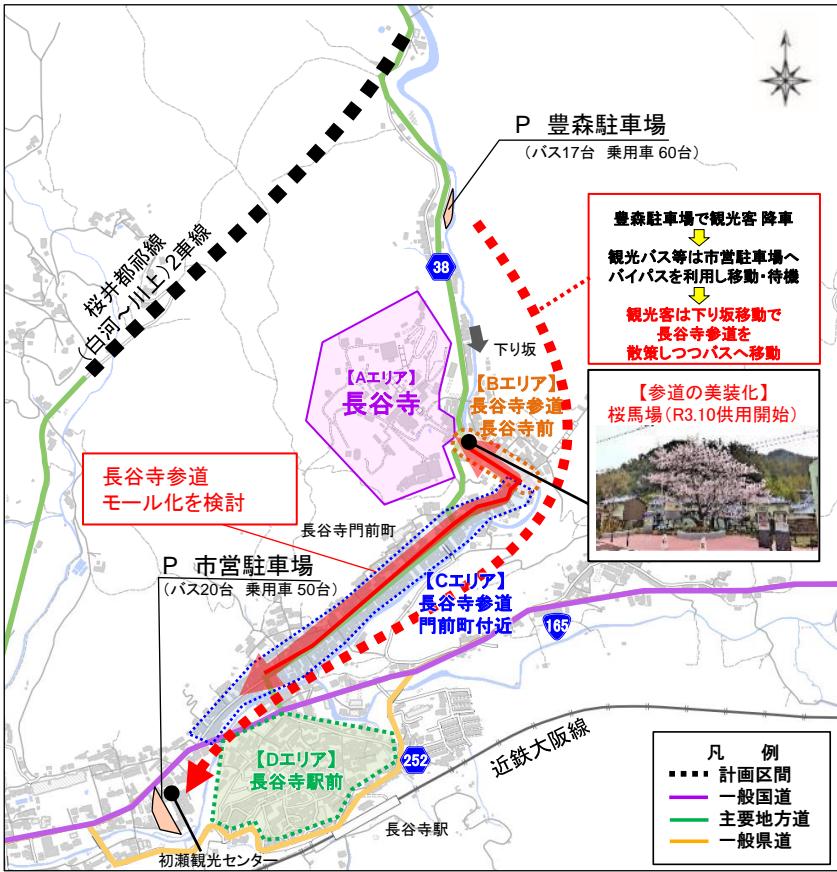 P 豊森駐車場
(バス17台 乗用車 60台)
桜井都祁線
(白河～川上)2車線
38
豊森駐車場で観光客 降車
観光バス等は市営駐車場へ
バイパスを利用し移動・待機
観光客は下り坂移動で
長谷寺参道を
散策しつつバスへ移動
下り坂
【Aエリア】
長谷寺
【Bエリア】
長谷寺参道
長谷寺前
【参道の美装化】
桜馬場(R3.10供用開始)
長谷寺参道
モール化を検討
長谷寺門前町
P 市営駐車場
(バス20台 乗用車 50台)
【Cエリア】
長谷寺参道
門前町付近
165
【Dエリア】
長谷寺駅前
252
近鉄大阪線
長谷寺駅
初瀬観光センター
凡 例
計画区間
一般国道
主要地方道
一般県道